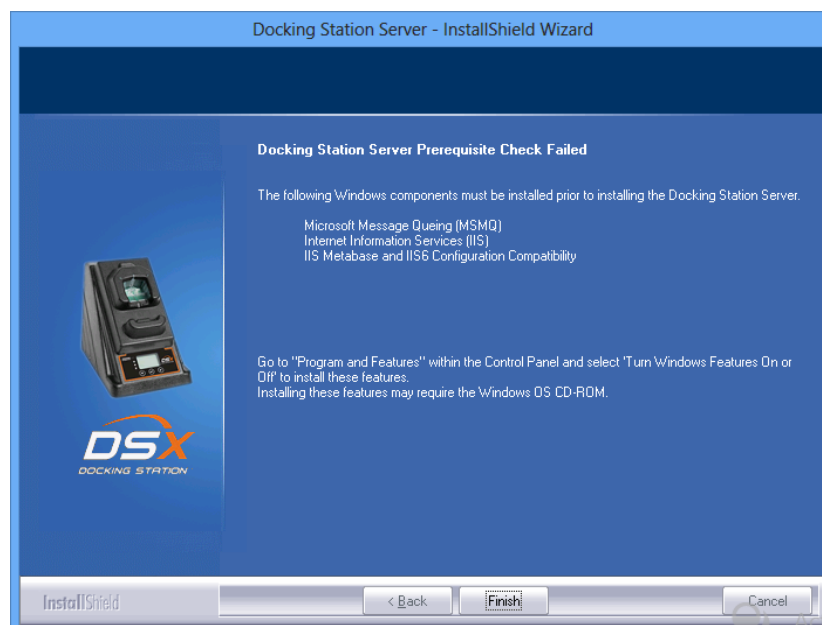 Docking Station Server - InstallShield Wizard
Docking Station Server Prerequisite Check Failed
The following Windows components must be installed prior to installing the Docking Station Server.
Microsoft Message Queing (MSMQ)
Internet Information Services (IIS)
IIS Metabase and IIS6 Configuration Compatibility
Go to "Program and Features" within the Control Panel and select 'Turn Windows Features On or
Off' to install these features.
Installing these features may require the Windows OS CD-ROM.
DSX
DOCKING STATION
InstallShield
< Back
Finish
Cancel